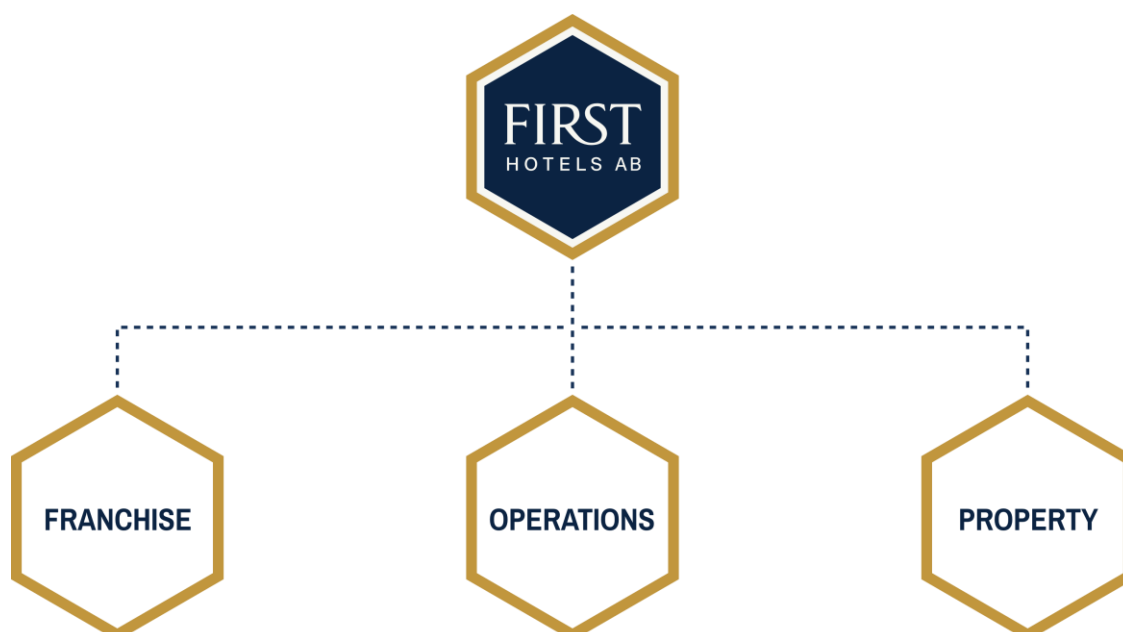 FIRST
HOTELS AB
FRANCHISE
OPERATIONS
PROPERTY